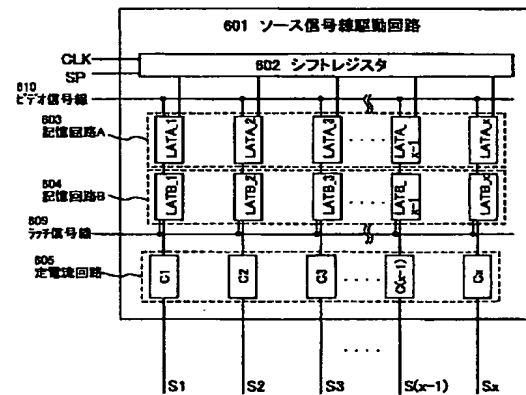 601 ソース信号線駆動回路
CLK
SP
602 シフトレジスタ
610
ビデオ信号線
603
記憶回路A
LATA_1
LATA_2
LATA_3
....
LATA_
x-1
LATA_x
604
記憶回路B
LATB_1
LATB_2
LATB_3
....
LATB_
x-1
LATB_x
609
ラッチ信号線
605
定電流回路
C1
C2
C3
....
C(x-1)
Cx
....
S1
S2
S3
S(x-1)
Sx